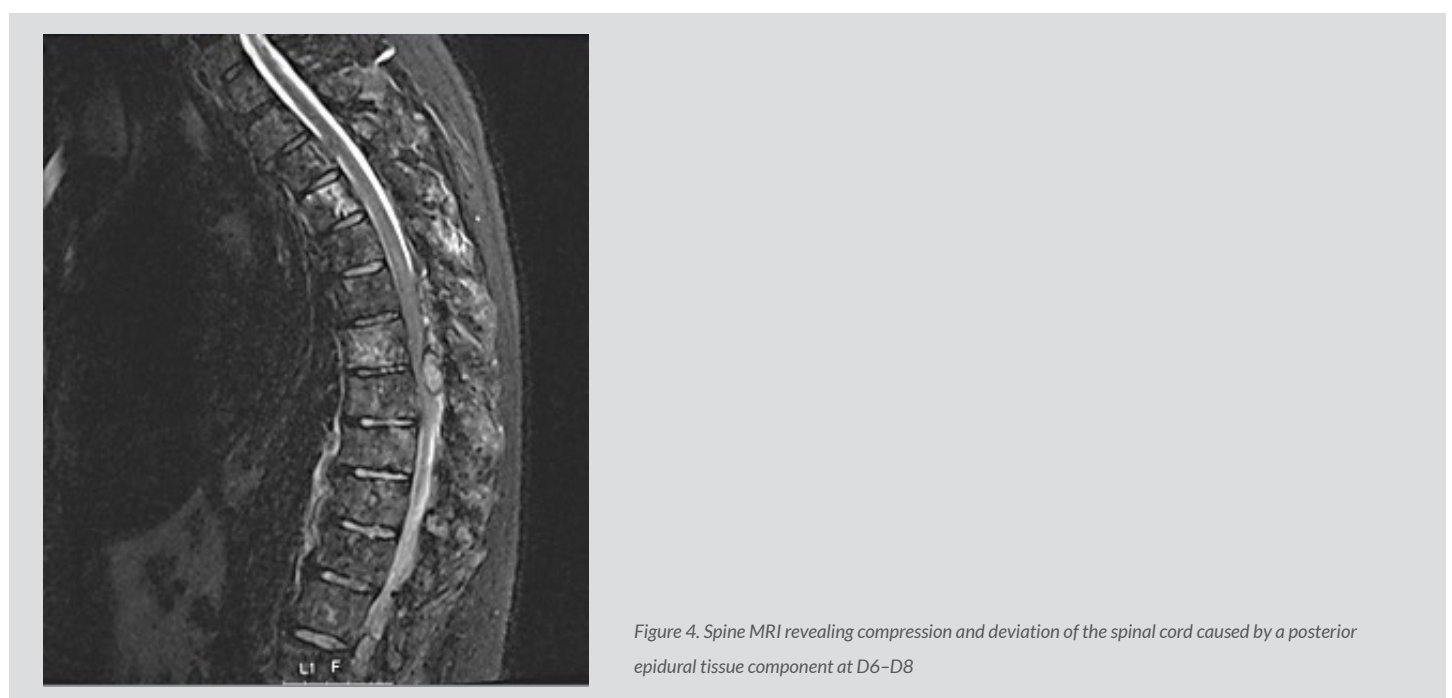 L1 F
Figure 4. Spine MRI revealing compression and deviation of the spinal cord caused by a posterior
epidural tissue component at D6–D8